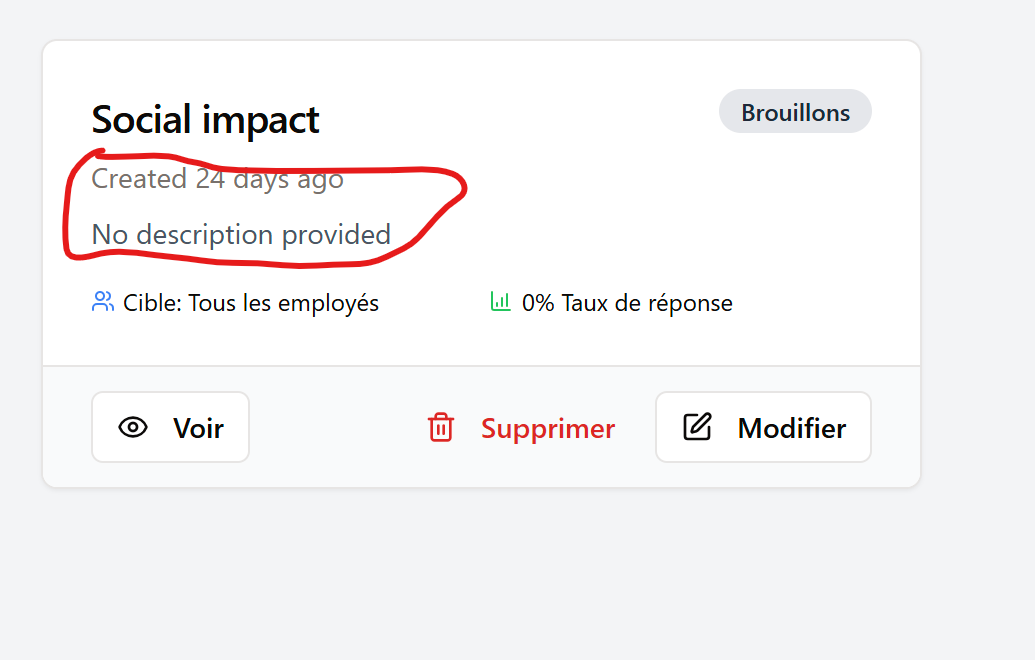 Social impact
Brouillons
Created 24 days ago
No description provided
Cible: Tous les employés
0% Taux de réponse
Voir
Supprimer
Modifier